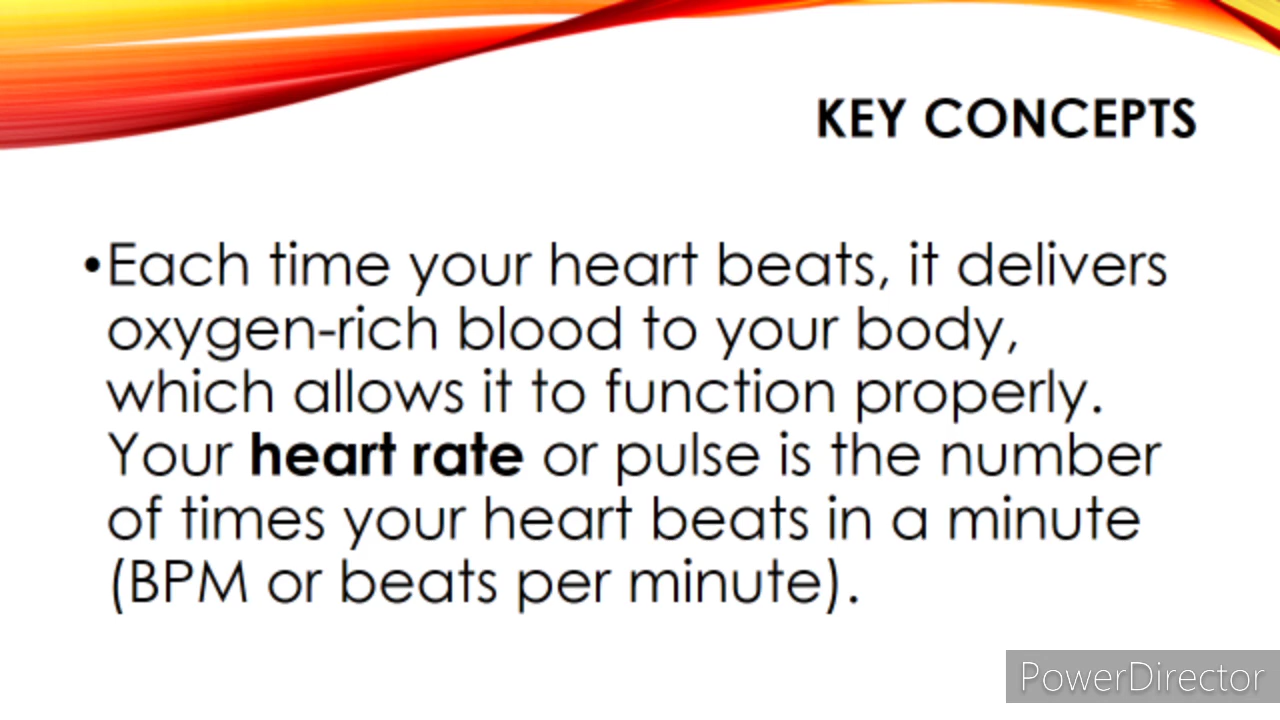 KEY CONCEPTS
•Each time your heart beats, it delivers
oxygen-rich blood to your body,
which allows it to function properly.
Your heart rate or pulse is the number
of times your heart beats in a minute
(BPM or beats per minute).
PowerDirector